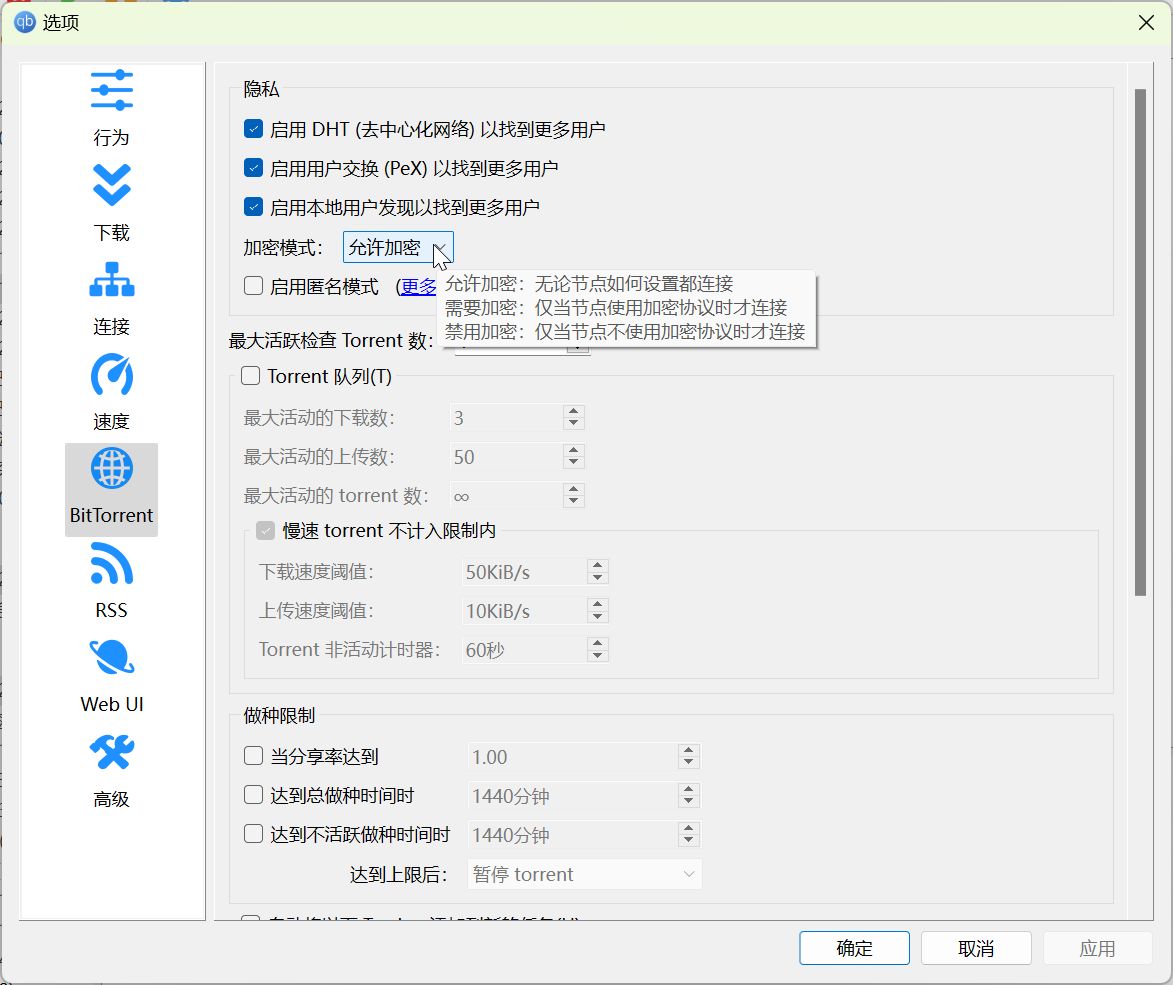 qb 选项
行为
下载
连接
速度
BitTorrent
RSS
Web UI
高级
隐私
启用 DHT (去中心化网络) 以找到更多用户
启用用户交换 (PeX) 以找到更多用户
启用本地用户发现以找到更多用户
加密模式： 允许加密
启用匿名模式 (更多
允许加密：无论节点如何设置都连接
需要加密：仅当节点使用加密协议时才连接
禁用加密：仅当节点不使用加密协议时才连接
最大活跃检查 Torrent 数：
Torrent 队列(T)
最大活动的下载数： 3
最大活动的上传数： 50
最大活动的 torrent 数： ∞
慢速 torrent 不计入限制内
下载速度阈值： 50KiB/s
上传速度阈值： 10KiB/s
Torrent 非活动计时器： 60秒
做种限制
当分享率达到 1.00
达到总做种时间时 1440分钟
达到不活跃做种时间时 1440分钟
达到上限后： 暂停 torrent
确定 取消 应用